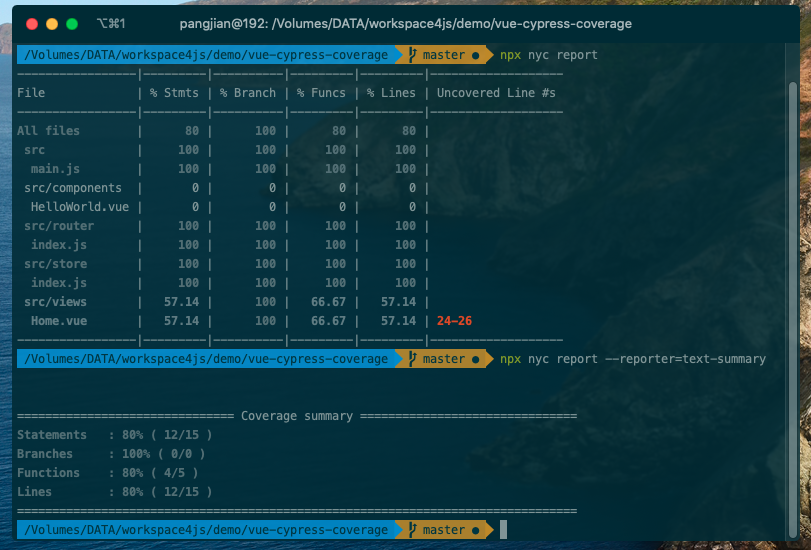 ⌥⌘1 pangjian@192: /Volumes/DATA/workspace4js/demo/vue-cypress-coverage
/Volumes/DATA/workspace4js/demo/vue-cypress-coverage master ● npx nyc report
-----------------|---------|----------|---------|---------|-------------------
File | % Stmts | % Branch | % Funcs | % Lines | Uncovered Line #s
-----------------|---------|----------|---------|---------|-------------------
All files | 80 | 100 | 80 | 80 |
src | 100 | 100 | 100 | 100 |
main.js | 100 | 100 | 100 | 100 |
src/components | 0 | 0 | 0 | 0 |
HelloWorld.vue | 0 | 0 | 0 | 0 |
src/router | 100 | 100 | 100 | 100 |
index.js | 100 | 100 | 100 | 100 |
src/store | 100 | 100 | 100 | 100 |
index.js | 100 | 100 | 100 | 100 |
src/views | 57.14 | 100 | 66.67 | 57.14 |
Home.vue | 57.14 | 100 | 66.67 | 57.14 | 24-26
-----------------|---------|----------|---------|---------|-------------------
/Volumes/DATA/workspace4js/demo/vue-cypress-coverage master ● npx nyc report --reporter=text-summary
=============================== Coverage summary ===============================
Statements : 80% ( 12/15 )
Branches : 100% ( 0/0 )
Functions : 80% ( 4/5 )
Lines : 80% ( 12/15 )
================================================================================
/Volumes/DATA/workspace4js/demo/vue-cypress-coverage master ●